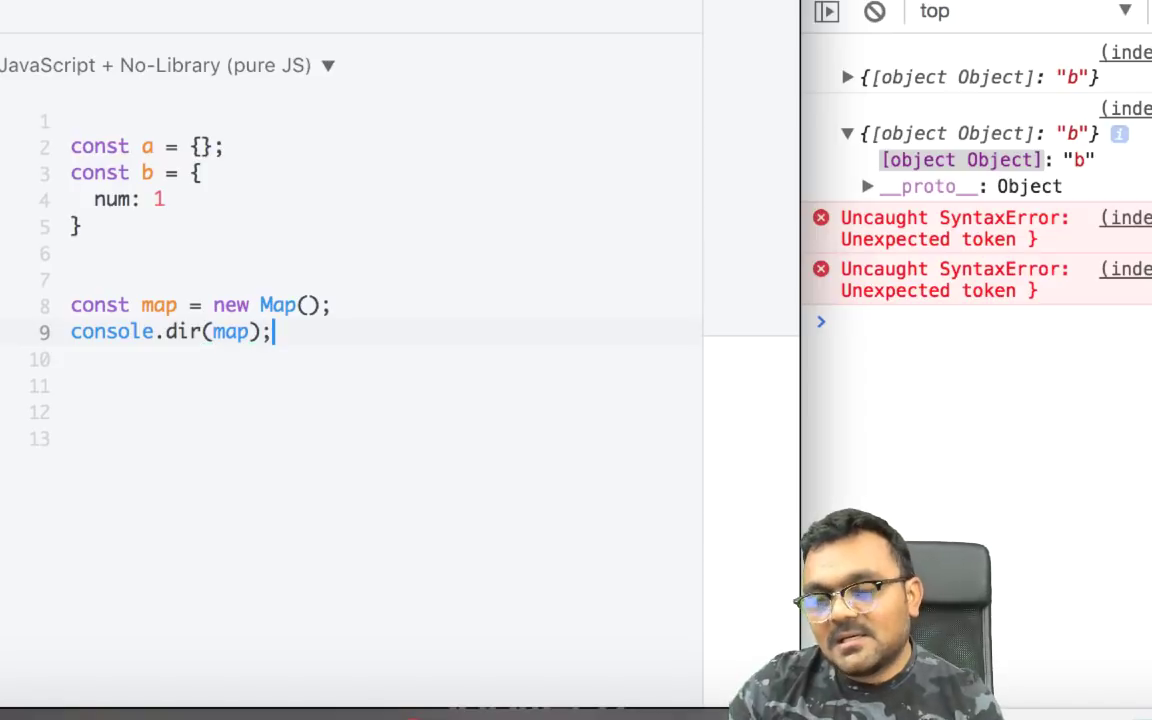 JavaScript + No-Library (pure JS) ▼
1
2 const a = {};
3 const b = {
4 num: 1
5 }
6
7
8 const map = new Map();
9 console.dir(map);
10
11
12
13
top ▼
(inde
▶ {[object Object]: "b"}
(inde
▼ {[object Object]: "b"} i
[object Object]: "b"
▶ __proto__: Object
Uncaught SyntaxError: (inde
Unexpected token }
Uncaught SyntaxError: (inde
Unexpected token }
>